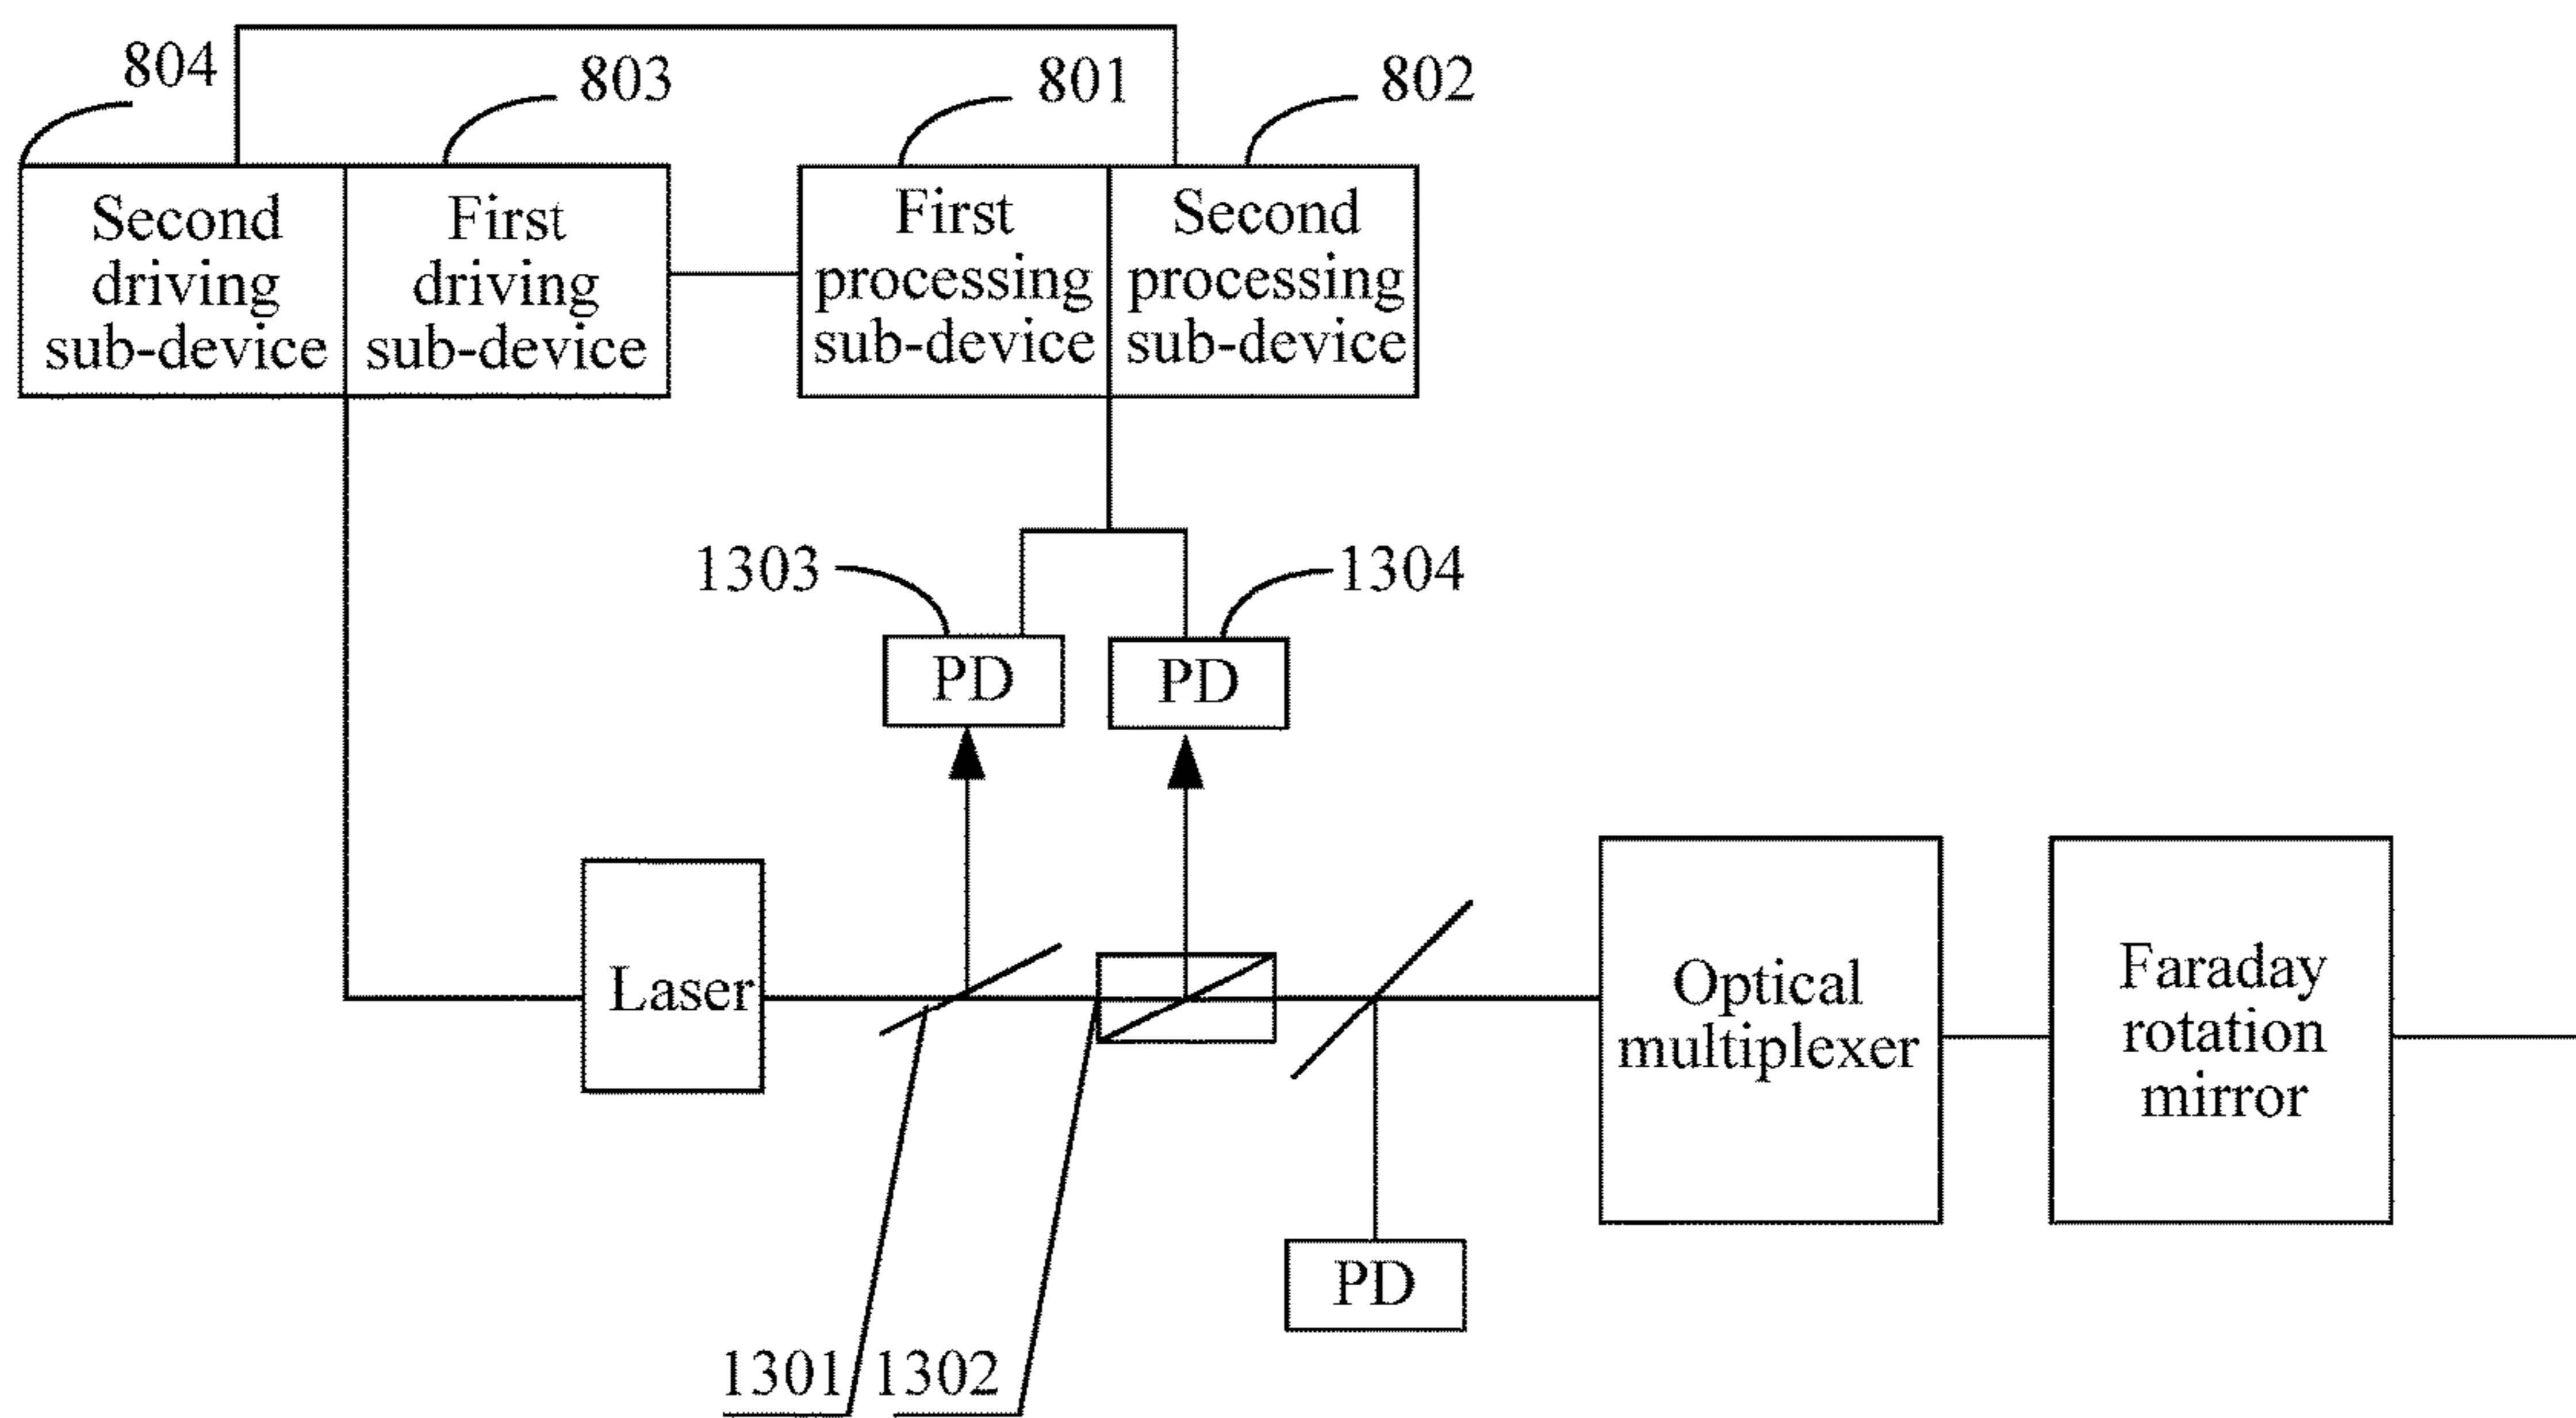 804
803
801
802
Second
driving
sub-device
First
driving
sub-device
First
processing
sub-device
Second
processing
sub-device
1303
1304
PD
PD
Laser
Optical
multiplexer
Faraday
rotation
mirror
PD
1301
1302